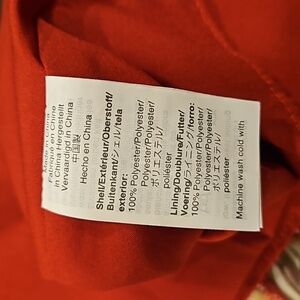 Made in China
Fabriqué en Chine
In China Hergestellt
Vervaardigd in China
中国製
Hecho en China
Shell/Extérieur/Oberstoff/
Buitenkant/シェル/tela
exterior:
100% Polyester/Polyester/
Polyester/Polyester/
ポリエステル/
poliéster
Lining/Doublure/Futter/
Voering/ライニング/forro:
100% Polyester/Polyester/
Polyester/Polyester/
ポリエステル/
poliéster
Machine wash cold with